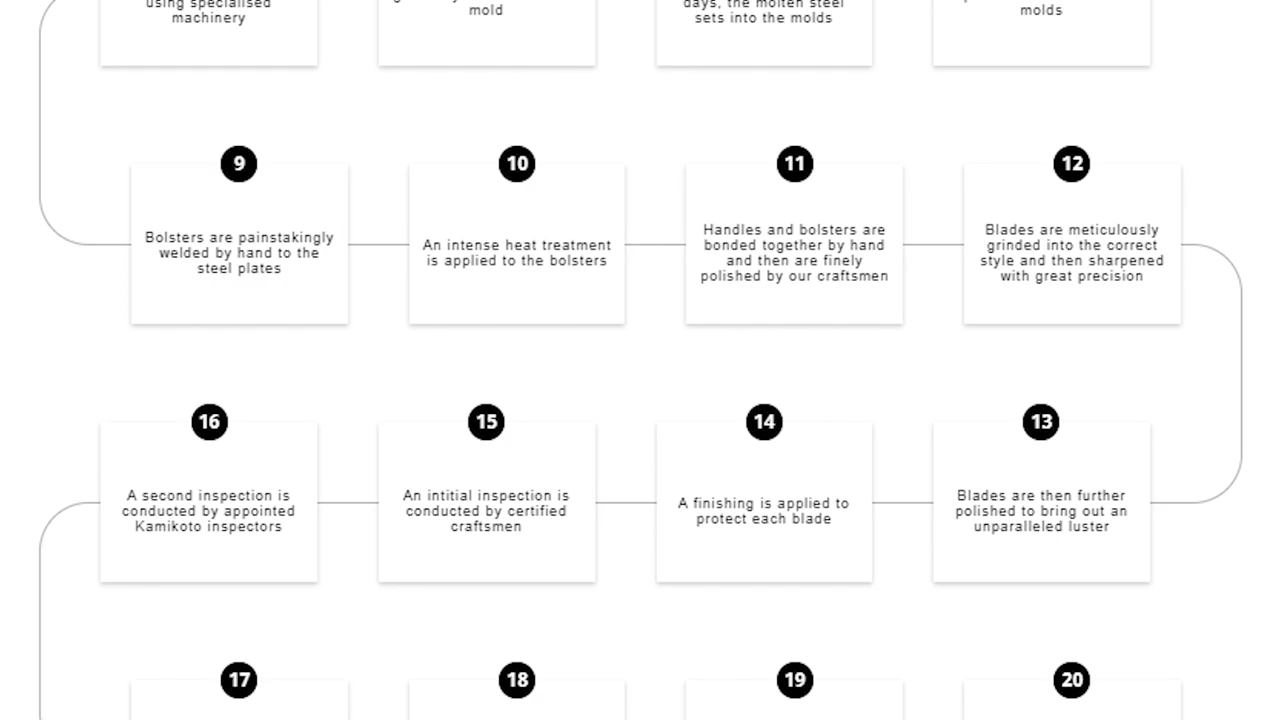 using specialised
machinery
mold
days, the molten steel
sets into the molds
molds
9
Bolsters are painstakingly
welded by hand to the
steel plates
10
An intense heat treatment
is applied to the bolsters
11
Handles and bolsters are
bonded together by hand
and then are finely
polished by our craftsmen
12
Blades are meticulously
grinded into the correct
style and then sharpened
with great precision
16
A second inspection is
conducted by appointed
Kamikoto inspectors
15
An intitial inspection is
conducted by certified
craftsmen
14
A finishing is applied to
protect each blade
13
Blades are then further
polished to bring out an
unparalleled luster
17
18
19
20